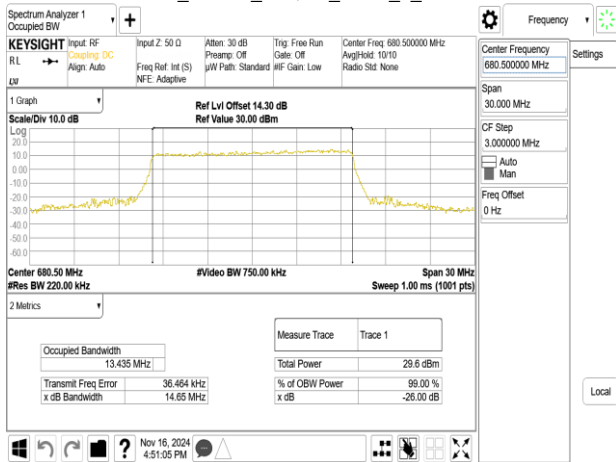 Spectrum Analyzer 1
Occupied BW
Frequency
KEYSIGHT
RL
LXI
Input: RF
Coupling: DC
Align: Auto
Input Z: 50 Ω
Freq Ref: Int (S)
NFE: Adaptive
Atten: 30 dB
Preamp: Off
µW Path: Standard
Trig: Free Run
Gate: Off
#IF Gain: Low
Center Freq: 680.500000 MHz
Avg|Hold: 10/10
Radio Std: None
Center Frequency
680.500000 MHz
Settings
Span
30.000 MHz
CF Step
3.000000 MHz
Auto
Man
Freq Offset
0 Hz
Local
1 Graph
Scale/Div 10.0 dB
Ref Lvl Offset 14.30 dB
Ref Value 30.00 dBm
Log
20.0
10.0
0.00
-10.0
-20.0
-30.0
-40.0
-50.0
-60.0
Center 680.50 MHz
#Video BW 750.00 kHz
Span 30 MHz
#Res BW 220.00 kHz
Sweep 1.00 ms (1001 pts)
2 Metrics
Measure Trace Trace 1
Occupied Bandwidth
13.435 MHz
Total Power 29.6 dBm
Transmit Freq Error 36.464 kHz
% of OBW Power 99.00 %
x dB Bandwidth 14.65 MHz
x dB -26.00 dB
Nov 16, 2024
4:51:05 PM